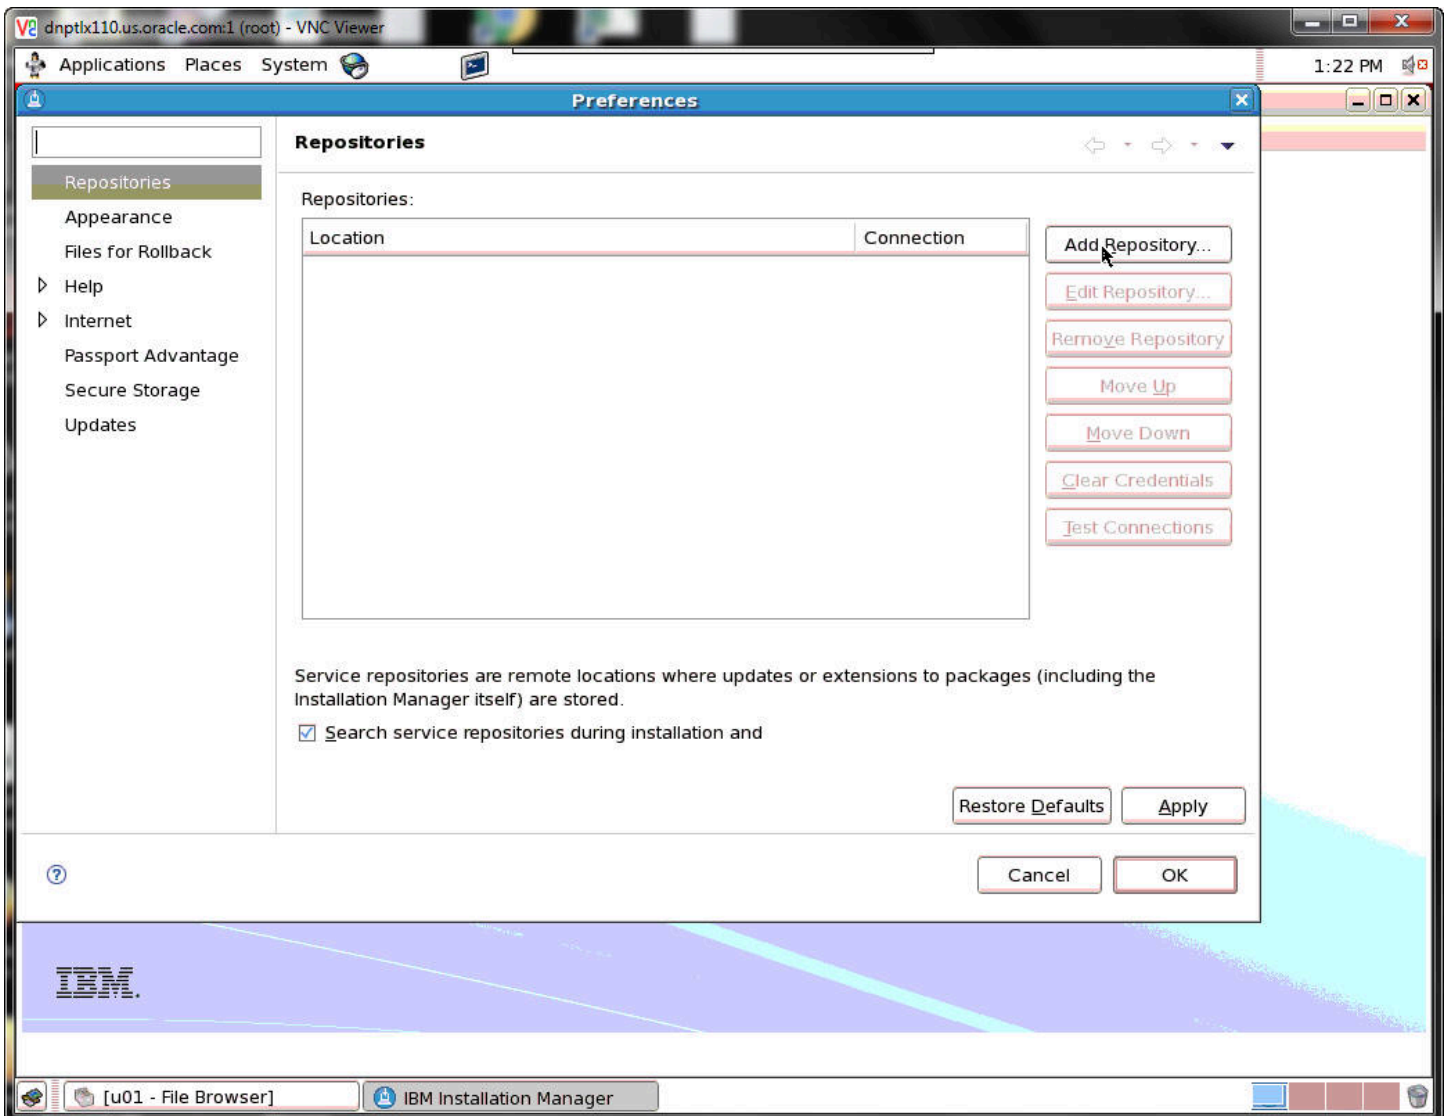 dnptlx110.us.oracle.com:1 (root) - VNC Viewer
Applications Places System
1:22 PM
Preferences
Repositories
Repositories
Appearance
Files for Rollback
Help
Internet
Passport Advantage
Secure Storage
Updates
Repositories:
Location Connection
Add Repository...
Edit Repository...
Remove Repository
Move Up
Move Down
Clear Credentials
Test Connections
Service repositories are remote locations where updates or extensions to packages (including the
Installation Manager itself) are stored.
Search service repositories during installation and
Restore Defaults Apply
Cancel OK
IBM.
[u01 - File Browser] IBM Installation Manager